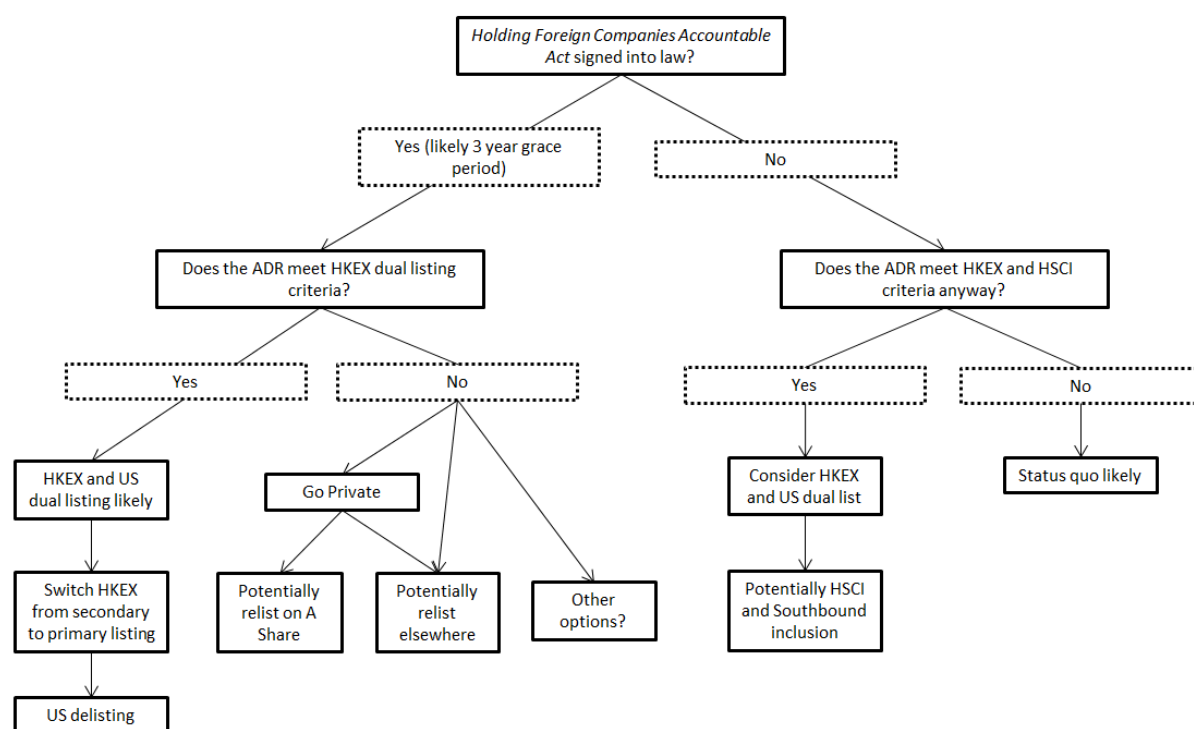 Holding Foreign Companies Accountable
Act signed into law?
Yes (likely 3 year grace
period)
No
Does the ADR meet HKEX dual listing
criteria?
Does the ADR meet HKEX and HSCI
criteria anyway?
Yes
No
Yes
No
HKEX and US
dual listing likely
Go Private
Consider HKEX
and US dual list
Status quo likely
Switch HKEX
from secondary
to primary listing
Potentially
relist on A
Share
Potentially
relist
elsewhere
Other
options?
Potentially HSCI
and Southbound
inclusion
US delisting